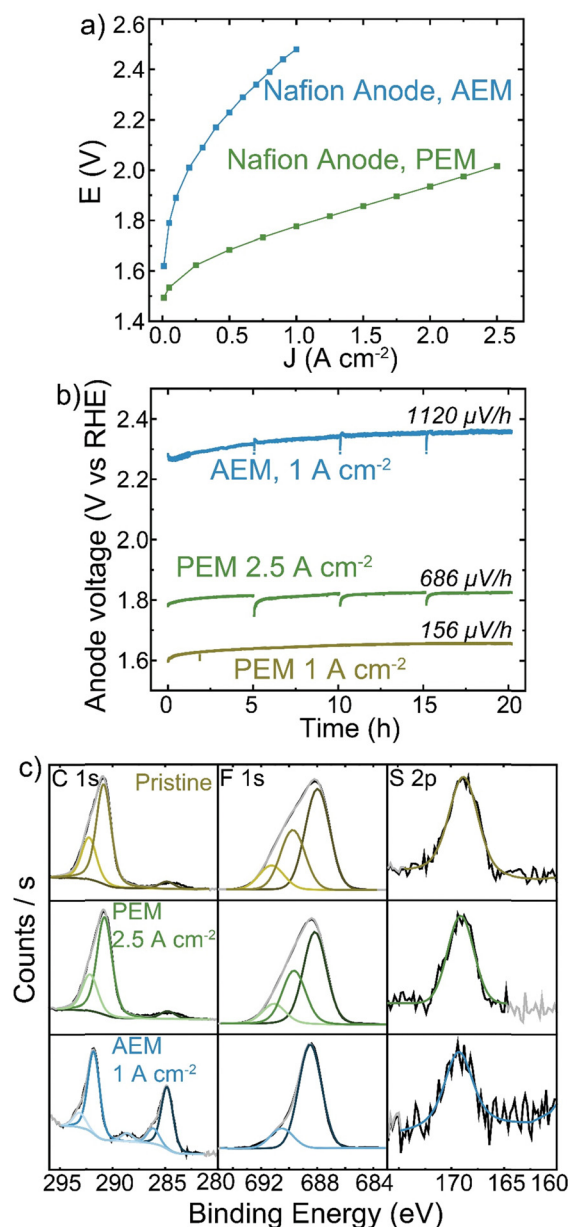 a)
2.6
2.4
2.2
2.0
1.8
1.6
1.4
E (V)
Nafion Anode, AEM
Nafion Anode, PEM
0.0 0.5 1.0 1.5 2.0 2.5
J (A cm-2)
b)
2.4
2.2
2.0
1.8
1.6
Anode voltage (V vs RHE)
1120 µV/h
AEM, 1 A cm-2
PEM 2.5 A cm-2
686 µV/h
156 µV/h
PEM 1 A cm-2
0 5 10 15 20
Time (h)
c)
C 1s
Pristine
F 1s
S 2p
PEM
2.5 A cm-2
AEM
1 A cm-2
Counts / s
295 290 285 280
692 688 684
170 165 160
Binding Energy (eV)